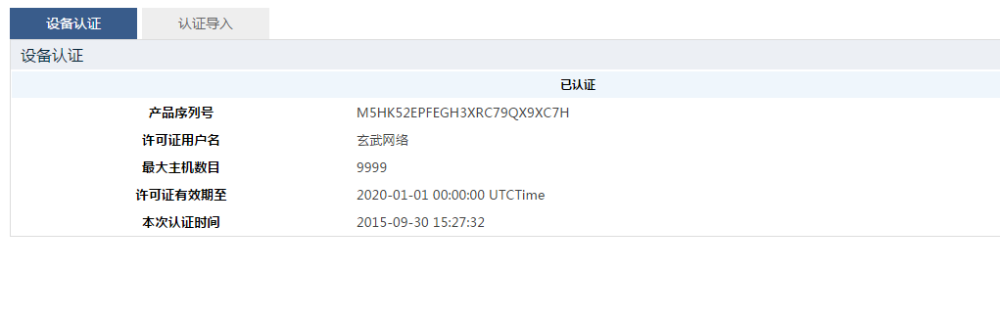 设备认证 认证导入
设备认证
已认证
产品序列号 M5HK52EPFEGH3XRC79QX9XC7H
许可证用户名 玄武网络
最大主机数目 9999
许可证有效期至 2020-01-01 00:00:00 UTCTime
本次认证时间 2015-09-30 15:27:32